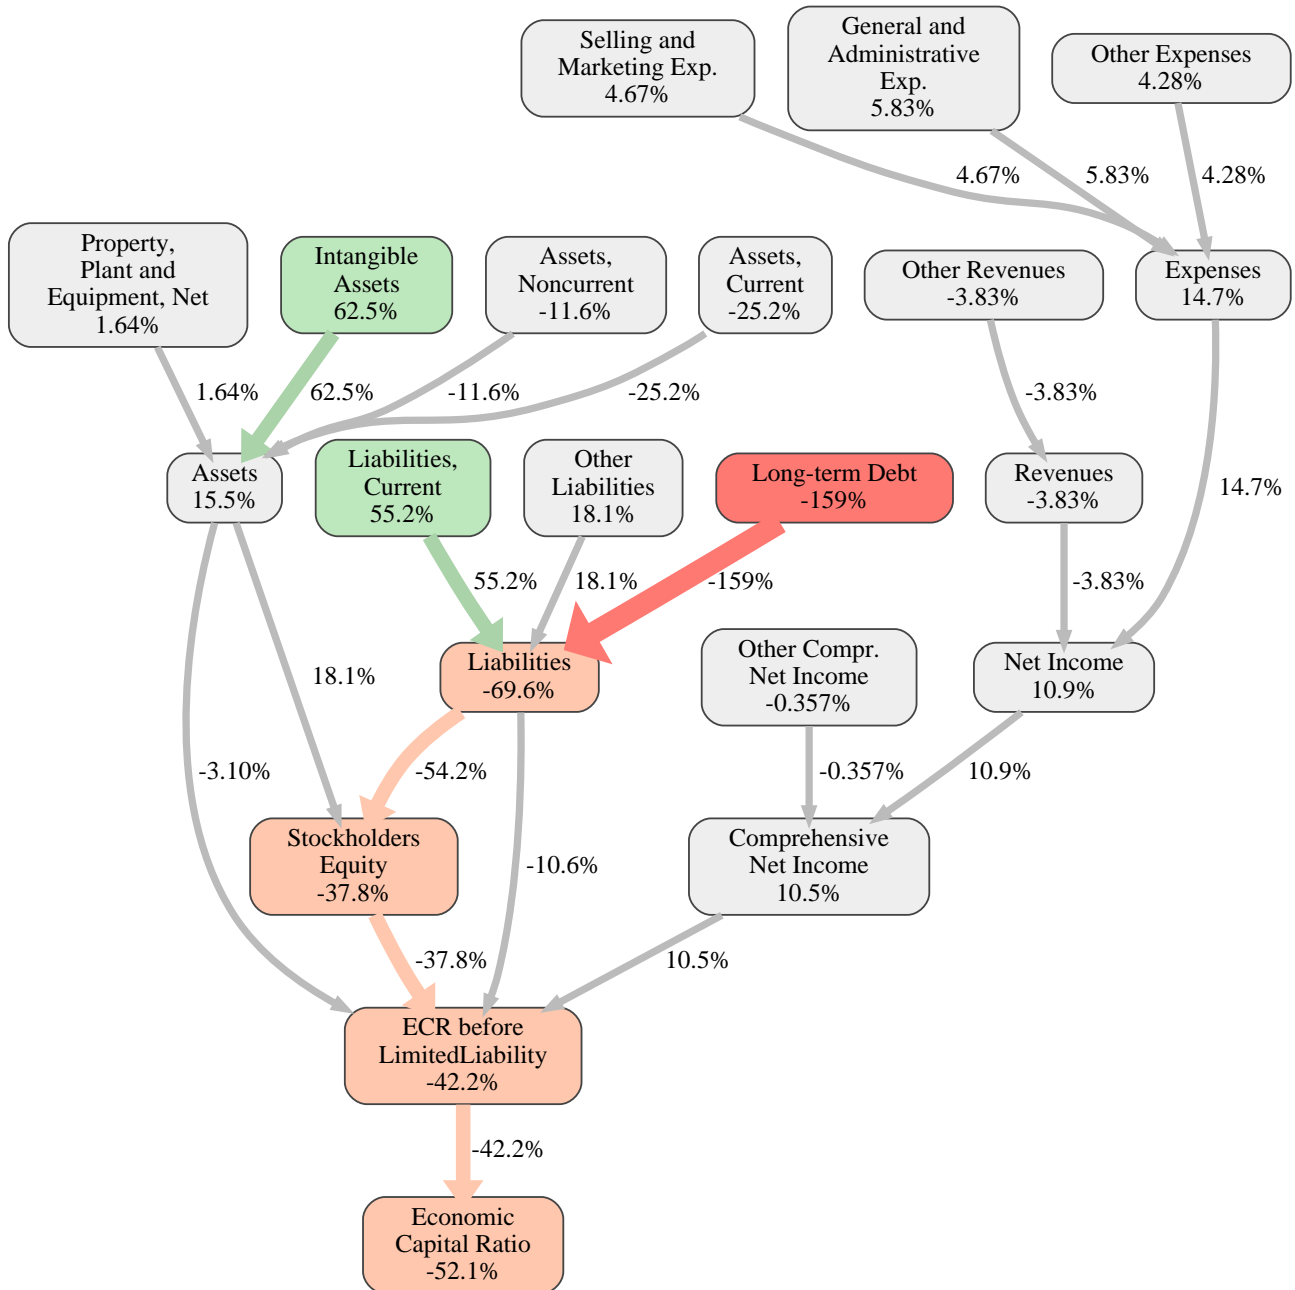 Selling and
Marketing Exp.
4.67%
General and
Administrative
Exp.
5.83%
Other Expenses
4.28%
4.67%
5.83%
4.28%
Property,
Plant and
Equipment, Net
1.64%
Intangible
Assets
62.5%
Assets,
Noncurrent
-11.6%
Assets,
Current
-25.2%
Other Revenues
-3.83%
Expenses
14.7%
1.64%
62.5%
-11.6%
-25.2%
-3.83%
Assets
15.5%
Liabilities,
Current
55.2%
Other
Liabilities
18.1%
Long-term Debt
-159%
Revenues
-3.83%
14.7%
55.2%
18.1%
-159%
-3.83%
18.1%
Liabilities
-69.6%
Other Compr.
Net Income
-0.357%
Net Income
10.9%
-3.10%
-54.2%
-0.357%
10.9%
Stockholders
Equity
-37.8%
-10.6%
Comprehensive
Net Income
10.5%
-37.8%
10.5%
ECR before
LimitedLiability
-42.2%
-42.2%
Economic
Capital Ratio
-52.1%